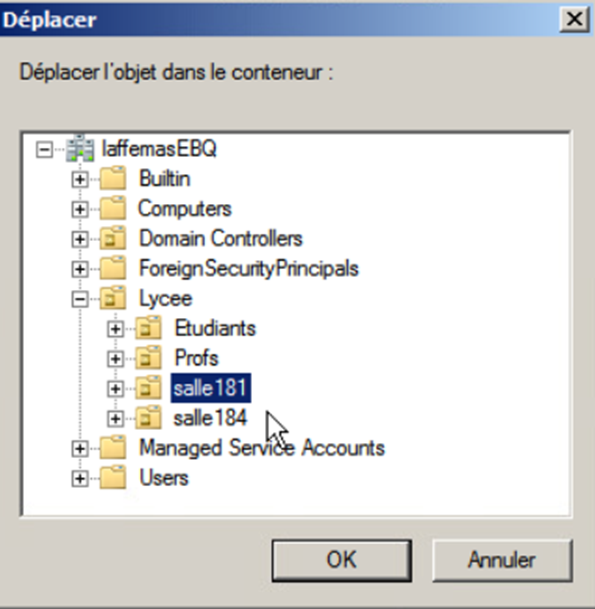 Déplacer
Déplacer l'objet dans le conteneur :
laffemasEBQ
Builtin
Computers
Domain Controllers
ForeignSecurityPrincipals
Lycee
Etudiants
Profs
salle181
salle184
Managed Service Accounts
Users
OK
Annuler